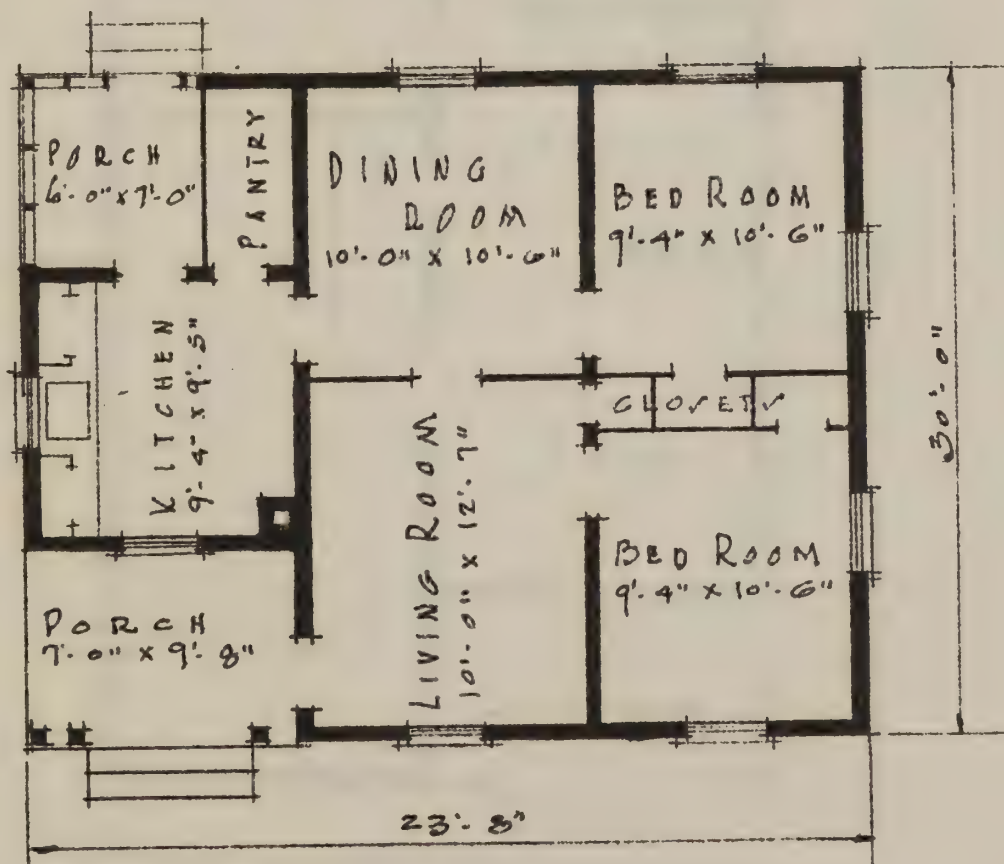 PORCH
6'-0" x 7'-0"
PANTRY
DINING
ROOM
10'-0" x 10'-6"
BED ROOM
9'-4" x 10'-6"
KITCHEN
9'-4" x 9'-5"
CLOSETS
30'-0"
LIVING ROOM
10'-0" x 12'-7"
BED ROOM
9'-4" x 10'-6"
PORCH
7'-0" x 9'-8"
23'-8"